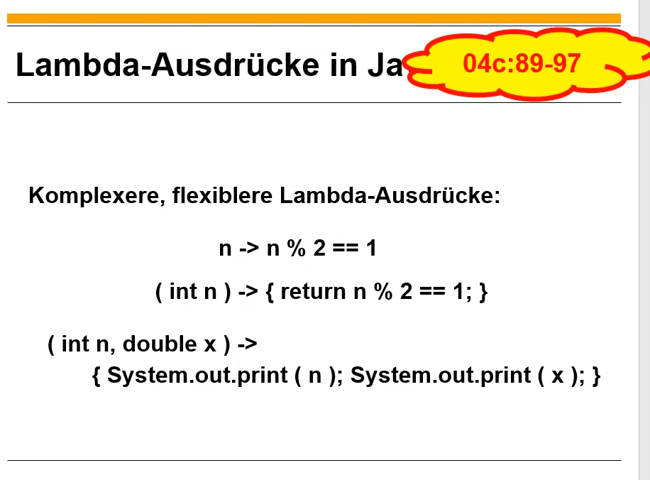 Lambda-Ausdrücke in Ja
04c:89-97
Komplexere, flexiblere Lambda-Ausdrücke:
n -> n % 2 == 1
( int n ) -> { return n % 2 == 1; }
( int n, double x ) ->
{ System.out.print ( n ); System.out.print ( x ); }